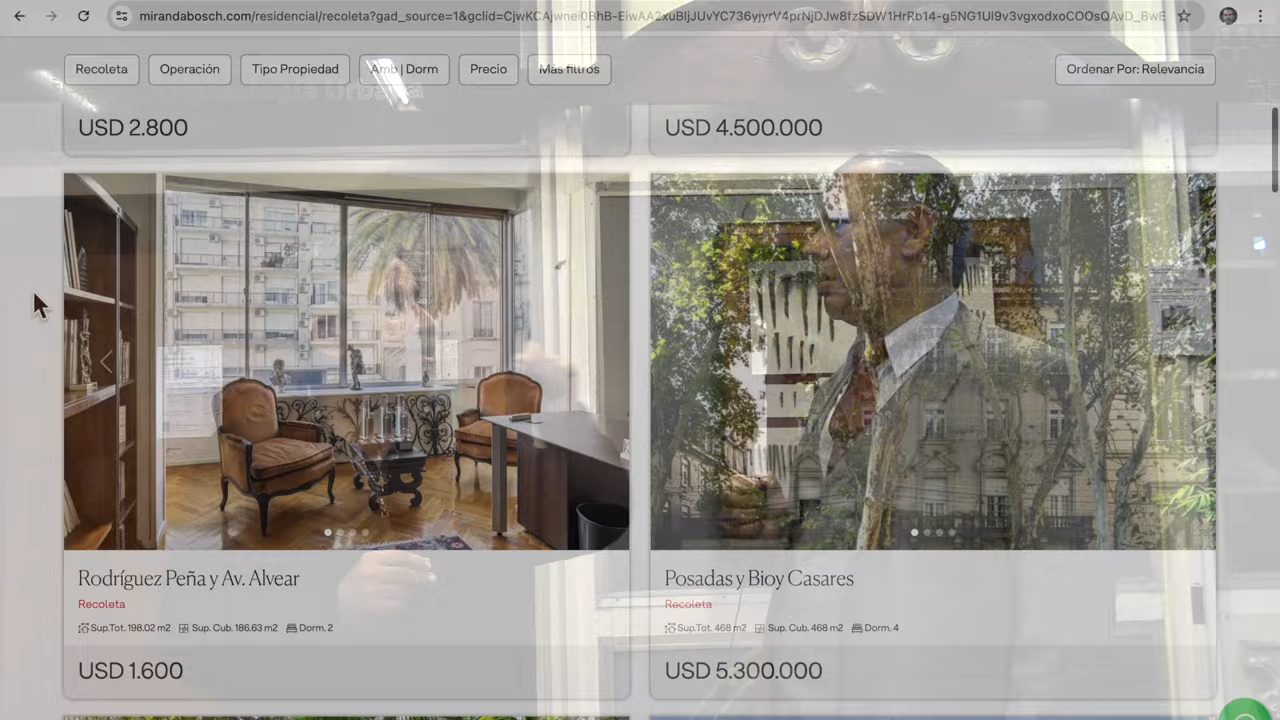 mirandabosch.com/residencial/recoleta?gad_source=1&gclid=CjwKCAjwnei0BhB-EiwAA2xuBljJUvYC736yjyrV4prNjDJw8fzSDW1HrRb14-g5NG1Ul9v3vgxodxoCOOsQAvD_BwE
Recoleta Operación Tipo Propiedad Amb | Dorm Precio Más filtros Ordenar Por: Relevancia
USD 2.800 USD 4.500.000
Rodríguez Peña y Av. Alvear Posadas y Bioy Casares
Recoleta Recoleta
Sup.Tot. 198.02 m2 Sup. Cub. 186.63 m2 Dorm. 2 Sup.Tot. 468 m2 Sup. Cub. 468 m2 Dorm. 4
USD 1.600 USD 5.300.000